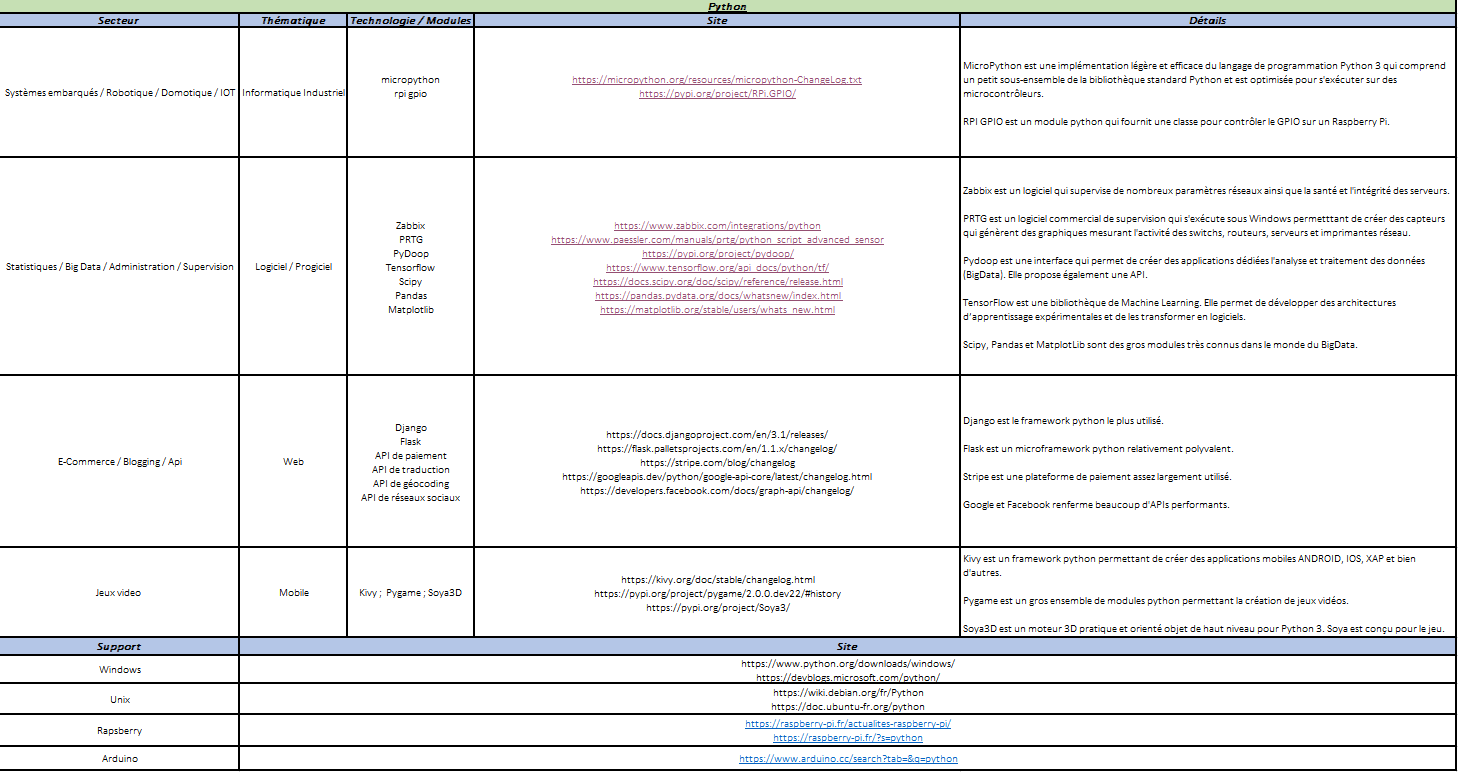 Python
Secteur
Thématique
Technologie / Modules
Site
Détails
Systèmes embarqués / Robotique / Domotique / IOT
Informatique Industriel
micropython
rpi gpio
https://micropython.org/resources/micropython-ChangeLog.txt
https://pypi.org/project/RPi.GPIO/
MicroPython est une implémentation légère et efficace du langage de programmation Python 3 qui comprend
un petit sous-ensemble de la bibliothèque standard Python et est optimisée pour s'exécuter sur des
microcontrôleurs.
RPI GPIO est un module python qui fournit une classe pour contrôler le GPIO sur un Raspberry Pi.
Statistiques / Big Data / Administration / Supervision
Logiciel / Progiciel
Zabbix
PRTG
PyDoop
Tensorflow
Scipy
Pandas
Matplotlib
https://www.zabbix.com/integrations/python
https://www.paessler.com/manuals/prtg/python_script_advanced_sensor
https://pypi.org/project/pydoop/
https://www.tensorflow.org/api_docs/python/tf/
https://docs.scipy.org/doc/scipy/reference/release.html
https://pandas.pydata.org/docs/whatsnew/index.html
https://matplotlib.org/stable/users/whats_new.html
Zabbix est un logiciel qui supervise de nombreux paramètres réseaux ainsi que la santé et l'intégrité des serveurs.
PRTG est un logiciel commercial de supervision qui s'exécute sous Windows permetttant de créer des capteurs
qui génèrent des graphiques mesurant l'activité des switchs, routeurs, serveurs et imprimantes réseau.
Pydoop est une interface qui permet de créer des applications dédiées l'analyse et traitement des données
(BigData). Elle propose également une API.
TensorFlow est une bibliothèque de Machine Learning. Elle permet de développer des architectures
d'apprentissage expérimentales et de les transformer en logiciels.
Scipy, Pandas et MatplotLib sont des gros modules très connus dans le monde du BigData.
E-Commerce / Blogging / Api
Web
Django
Flask
API de paiement
API de traduction
API de géocoding
API de réseaux sociaux
https://docs.djangoproject.com/en/3.1/releases/
https://flask.palletsprojects.com/en/1.1.x/changelog/
https://stripe.com/blog/changelog
https://googleapis.dev/python/google-api-core/latest/changelog.html
https://developers.facebook.com/docs/graph-api/changelog/
Django est le framework python le plus utilisé.
Flask est un microframework python relativement polyvalent.
Stripe est une plateforme de paiement assez largement utilisé.
Google et Facebook renferme beaucoup d'APIs performants.
Jeux video
Mobile
Kivy ; Pygame ; Soya3D
https://kivy.org/doc/stable/changelog.html
https://pypi.org/project/pygame/2.0.0.dev22/#history
https://pypi.org/project/Soya3/
Kivy est un framework python permettant de créer des applications mobiles ANDROID, IOS, XAP et bien
d'autres.
Pygame est un gros ensemble de modules python permettant la création de jeux vidéos.
Soya3D est un moteur 3D pratique et orienté objet de haut niveau pour Python 3. Soya est conçu pour le jeu.
Support
Site
Windows
https://www.python.org/downloads/windows/
https://devblogs.microsoft.com/python/
Unix
https://wiki.debian.org/fr/Python
https://doc.ubuntu-fr.org/python
Rapsberry
https://raspberry-pi.fr/actualites-raspberry-pi/
https://raspberry-pi.fr/?s=python
Arduino
https://www.arduino.cc/search?tab=&q=python